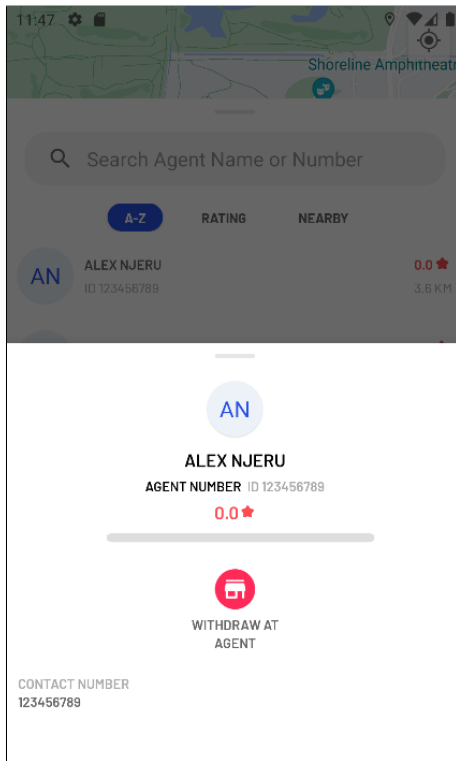 11:47
Shoreline Amphitheatr
Search Agent Name or Number
A-Z RATING NEARBY
AN ALEX NJERU 0.0
ID 123456789 3.6 KM
AN
ALEX NJERU
AGENT NUMBER ID 123456789
0.0
WITHDRAW AT
AGENT
CONTACT NUMBER
123456789